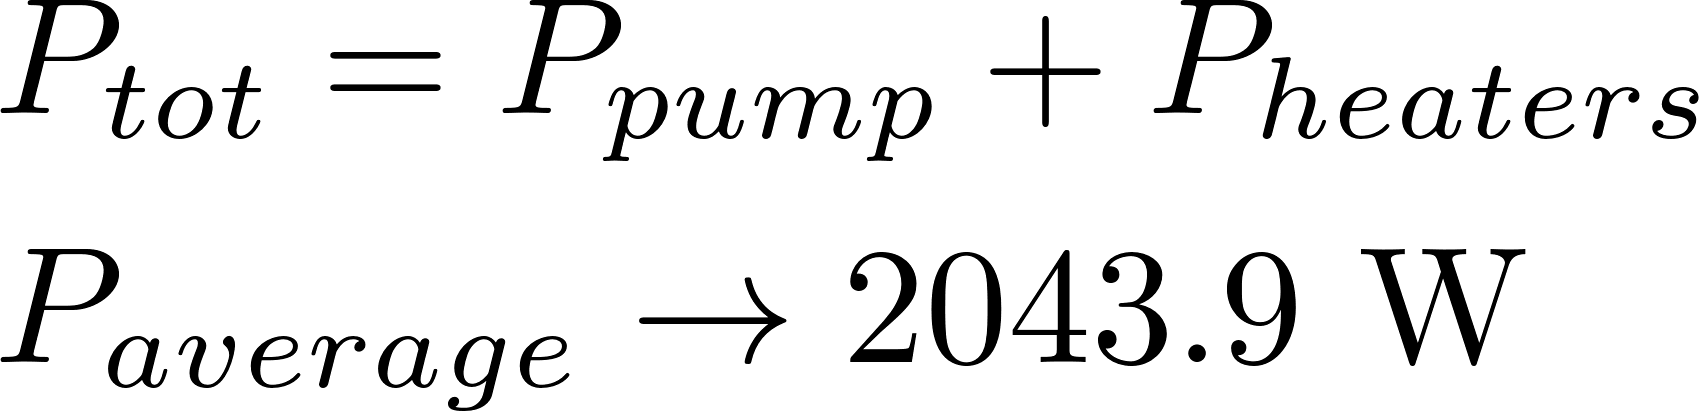 P_{tot} = P_{pump} + P_{heaters}
P_{average} → 2043.9 W